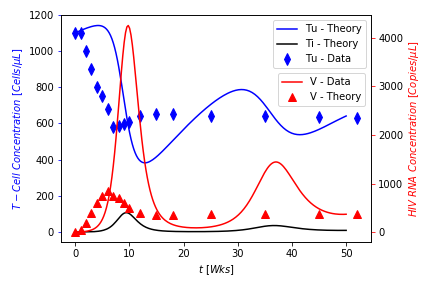 1200
1000
800
600
400
200
0
T − Cell Concentration [Cells/μL]
Tu - Theory
Ti - Theory
Tu - Data
V - Data
V - Theory
4000
3000
2000
1000
0
HIV RNA Concentration [Copies/μL]
0 10 20 30 40 50
t [Wks]